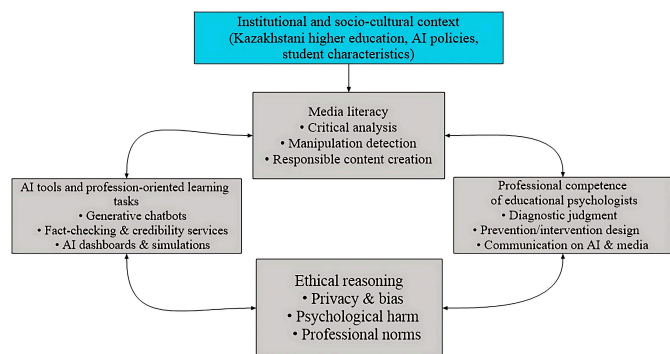 Institutional and socio-cultural context
(Kazakhstani higher education, AI policies,
student characteristics)
Media literacy
• Critical analysis
• Manipulation detection
• Responsible content creation
AI tools and profession-oriented learning
tasks
• Generative chatbots
• Fact-checking & credibility services
• AI dashboards & simulations
Professional competence
of educational psychologists
• Diagnostic judgment
• Prevention/intervention design
• Communication on AI & media
Ethical reasoning
• Privacy & bias
• Psychological harm
• Professional norms